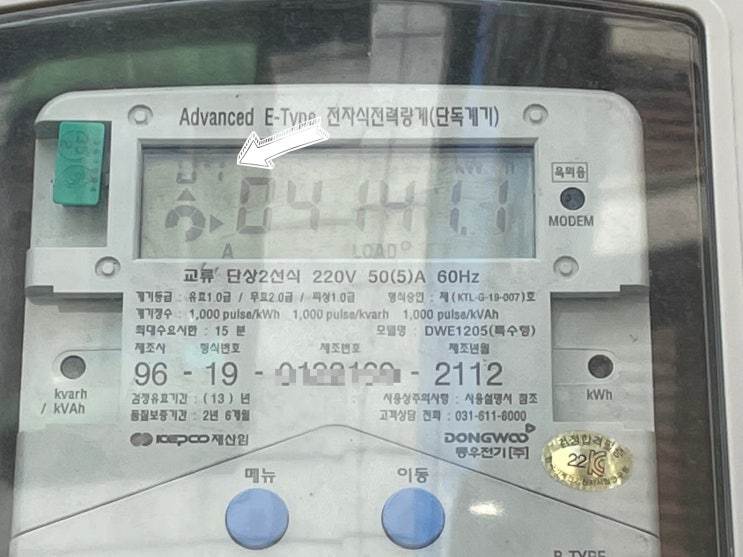 Advanced E-Type 전자식전력량계(단독계기)
04141.1
kW h
A LOAD
옥외용
MODEM
교류 단상2선식 220V 50(5)A 60Hz
계기등급 : 유효1.0급 / 무효2.0급 / 피상1.0급 형식승인 : 제(KTL-G-19-007)호
계기정수 : 1,000 pulse/kWh 1,000 pulse/kvarh 1,000 pulse/kVAh
최대수요시한 : 15 분 모델명 : DWE1205(특수형)
제조사 형식번호 제조번호 제조년월
96 - 19 - - 2112
검정유효기간 : (13) 년 사용상주의사항 : 사용설명서 참조
품질보증기간 : 2년 6개월 고객상담 전화 : 031-611-6000
kvarh
/ kVAh
kWh
KEPCO재산임
DONGWOO
동우전기[주]
22
메뉴 이동